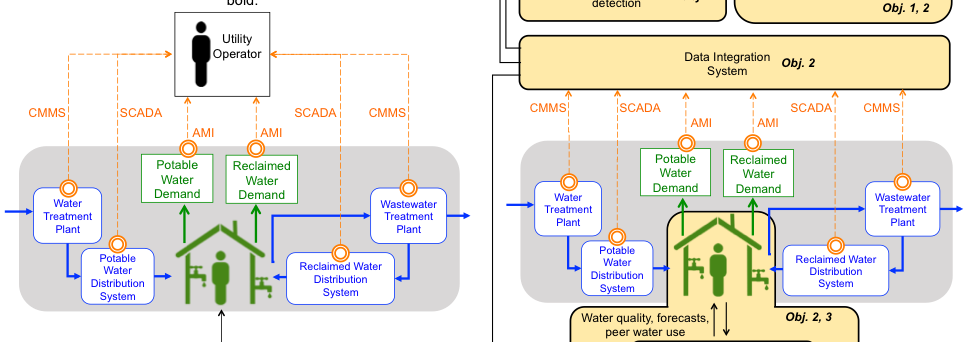 bold.
Utility
Operator
CMMS
SCADA
SCADA
CMMS
AMI
AMI
Potable
Water
Demand
Reclaimed
Water
Demand
Water
Treatment
Plant
Wastewater
Treatment
Plant
Potable
Water
Distribution
System
Reclaimed Water
Distribution
System
detection
Obj. 1, 2
Data Integration
System
Obj. 2
CMMS
SCADA
SCADA
CMMS
AMI
AMI
Potable
Water
Demand
Reclaimed
Water
Demand
Water
Treatment
Plant
Wastewater
Treatment
Plant
Potable
Water
Distribution
System
Reclaimed Water
Distribution
System
Water quality, forecasts,
peer water use
Obj. 2, 3